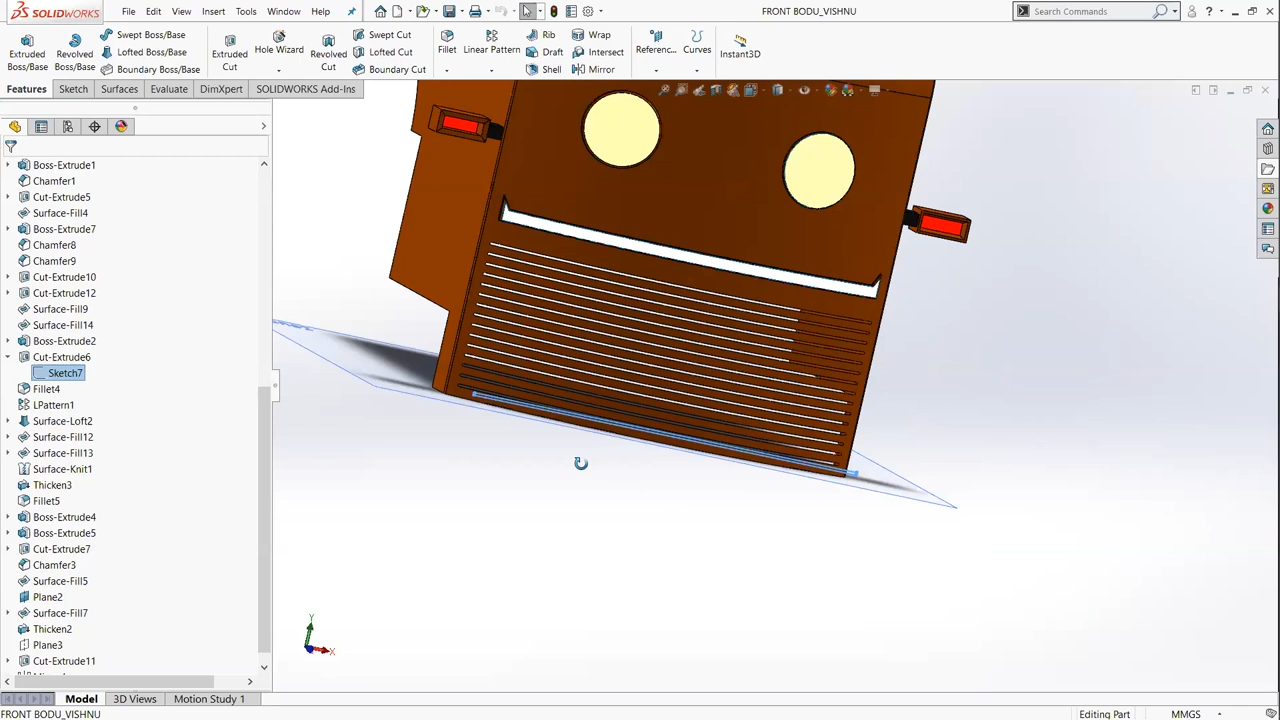 SOLIDWORKS File Edit View Insert Tools Window Help FRONT BODU_VISHNU Search Commands ?
Extruded Boss/Base Revolved Boss/Base Swept Boss/Base Lofted Boss/Base Boundary Boss/Base Extruded Cut Hole Wizard Revolved Cut Swept Cut Lofted Cut Boundary Cut Fillet Linear Pattern Rib Draft Shell Wrap Intersect Mirror Referenc... Curves Instant3D
Features Sketch Surfaces Evaluate DimXpert SOLIDWORKS Add-Ins
Boss-Extrude1
Chamfer1
Cut-Extrude5
Surface-Fill4
Boss-Extrude7
Chamfer8
Chamfer9
Cut-Extrude10
Cut-Extrude12
Surface-Fill9
Surface-Fill14
Boss-Extrude2
Cut-Extrude6
Sketch7
Fillet4
LPattern1
Surface-Loft2
Surface-Fill12
Surface-Fill13
Surface-Knit1
Thicken3
Fillet5
Boss-Extrude4
Boss-Extrude5
Cut-Extrude7
Chamfer3
Surface-Fill5
Plane2
Surface-Fill7
Thicken2
Plane3
Cut-Extrude11
Y
X
Model 3D Views Motion Study 1
FRONT BODU_VISHNU Editing Part MMGS